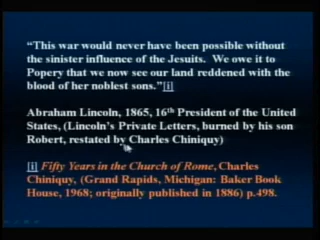 “This war would never have been possible without
the sinister influence of the Jesuits.  We owe it to
Popery that we now see our land reddened with the
blood of her noblest sons.”[i]
Abraham Lincoln, 1865, 16th President of the United
States, (Lincoln’s Private Letters, burned by his son
Robert, restated by Charles Chiniquy)
[i] Fifty Years in the Church of Rome, Charles
Chiniquy, (Grand Rapids, Michigan: Baker Book
House, 1968; originally published in 1886) p.498.